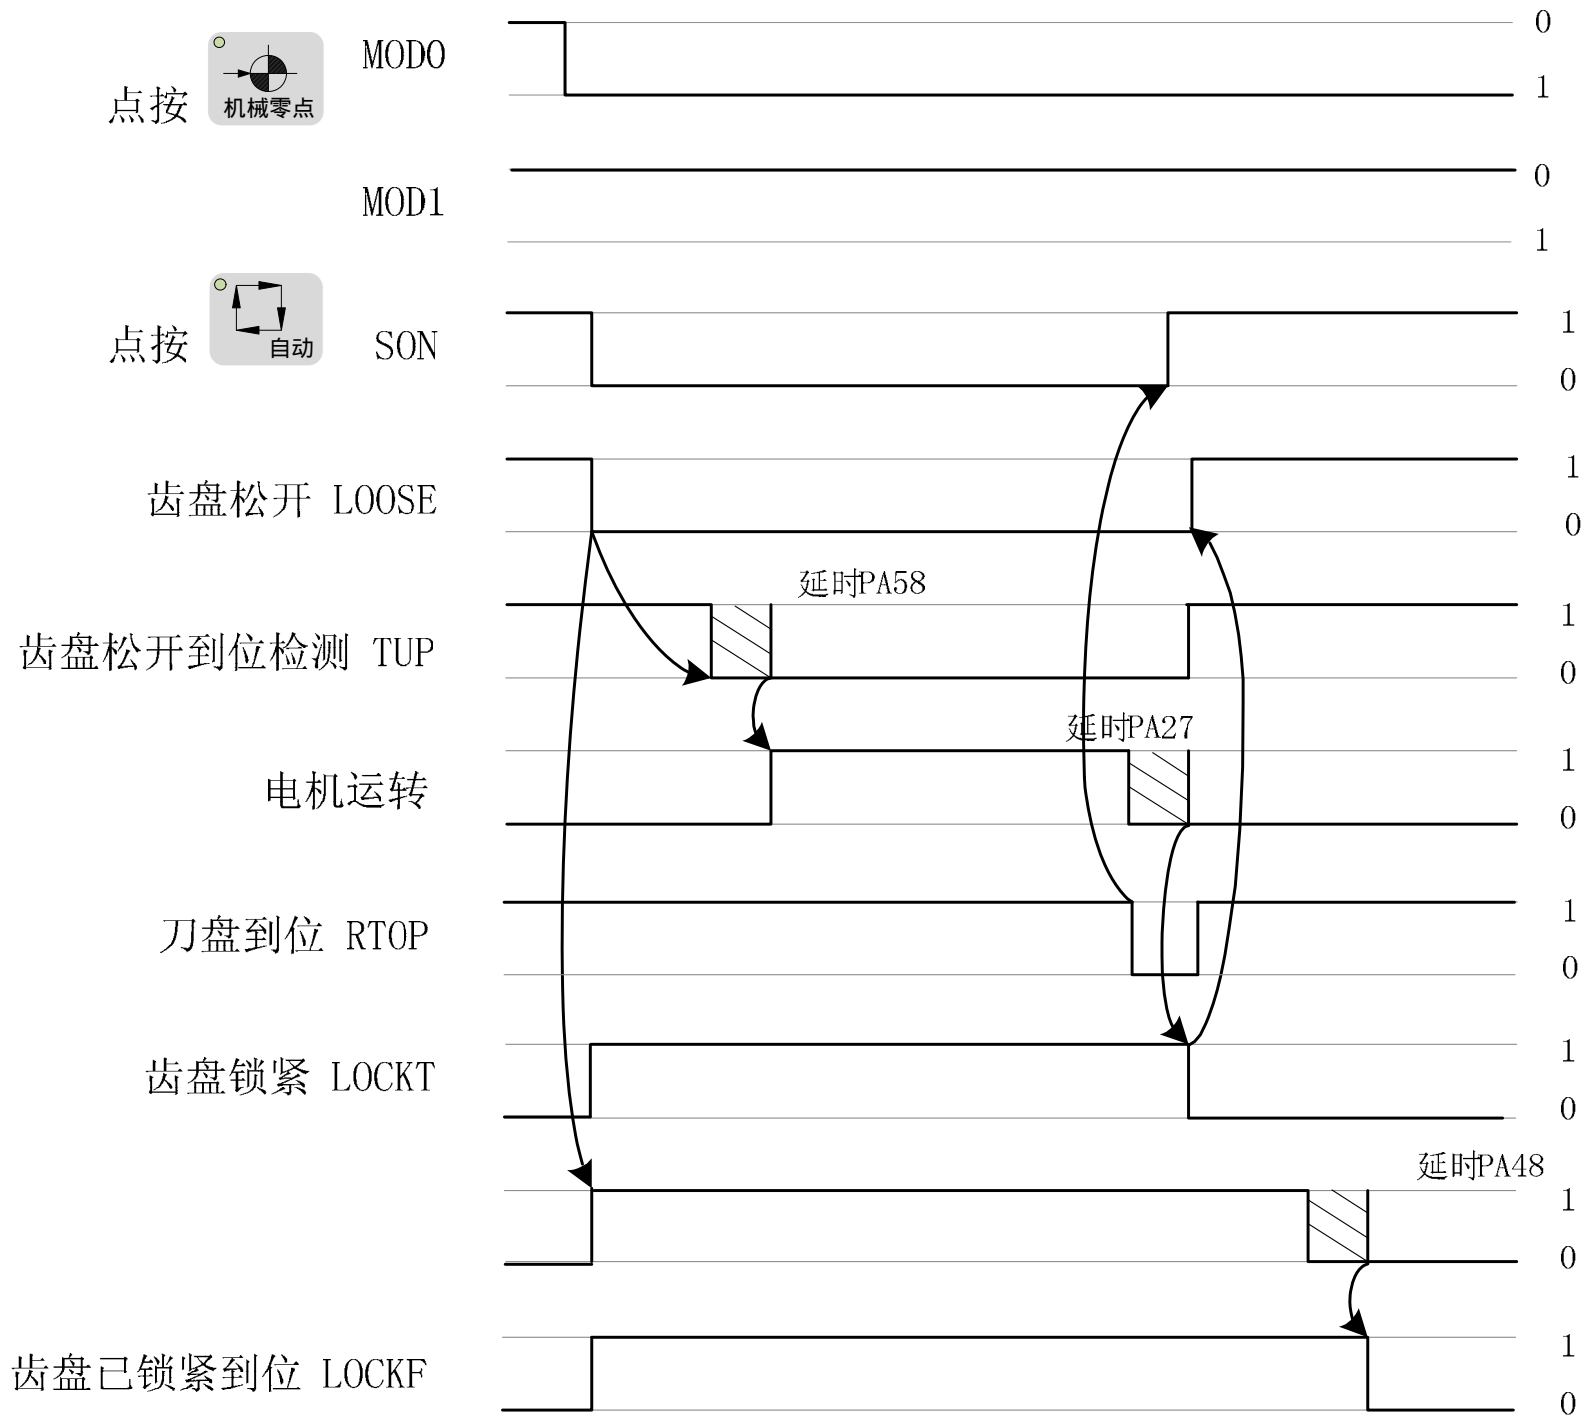 MOD0
0
点按
机械零点
1
MOD1
0
1
点按
自动
SON
1
0
齿盘松开 LOOSE
1
0
延时PA58
齿盘松开到位检测 TUP
1
0
延时PA27
电机运转
1
0
刀盘到位 RTOP
1
0
齿盘锁紧 LOCKT
1
0
延时PA48
1
0
齿盘已锁紧到位 LOCKF
1
0